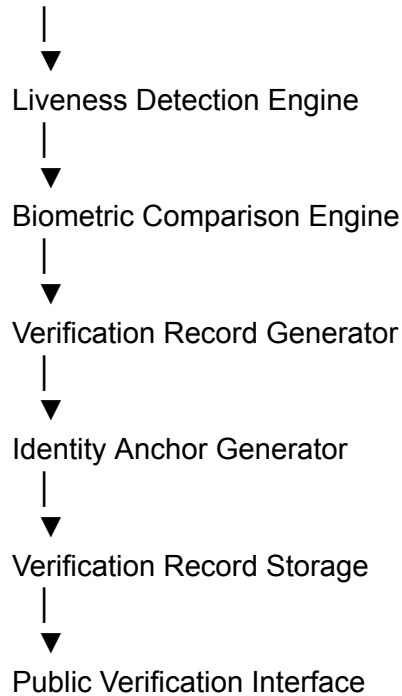 |
▼
Liveness Detection Engine
|
▼
Biometric Comparison Engine
|
▼
Verification Record Generator
|
▼
Identity Anchor Generator
|
▼
Verification Record Storage
|
▼
Public Verification Interface